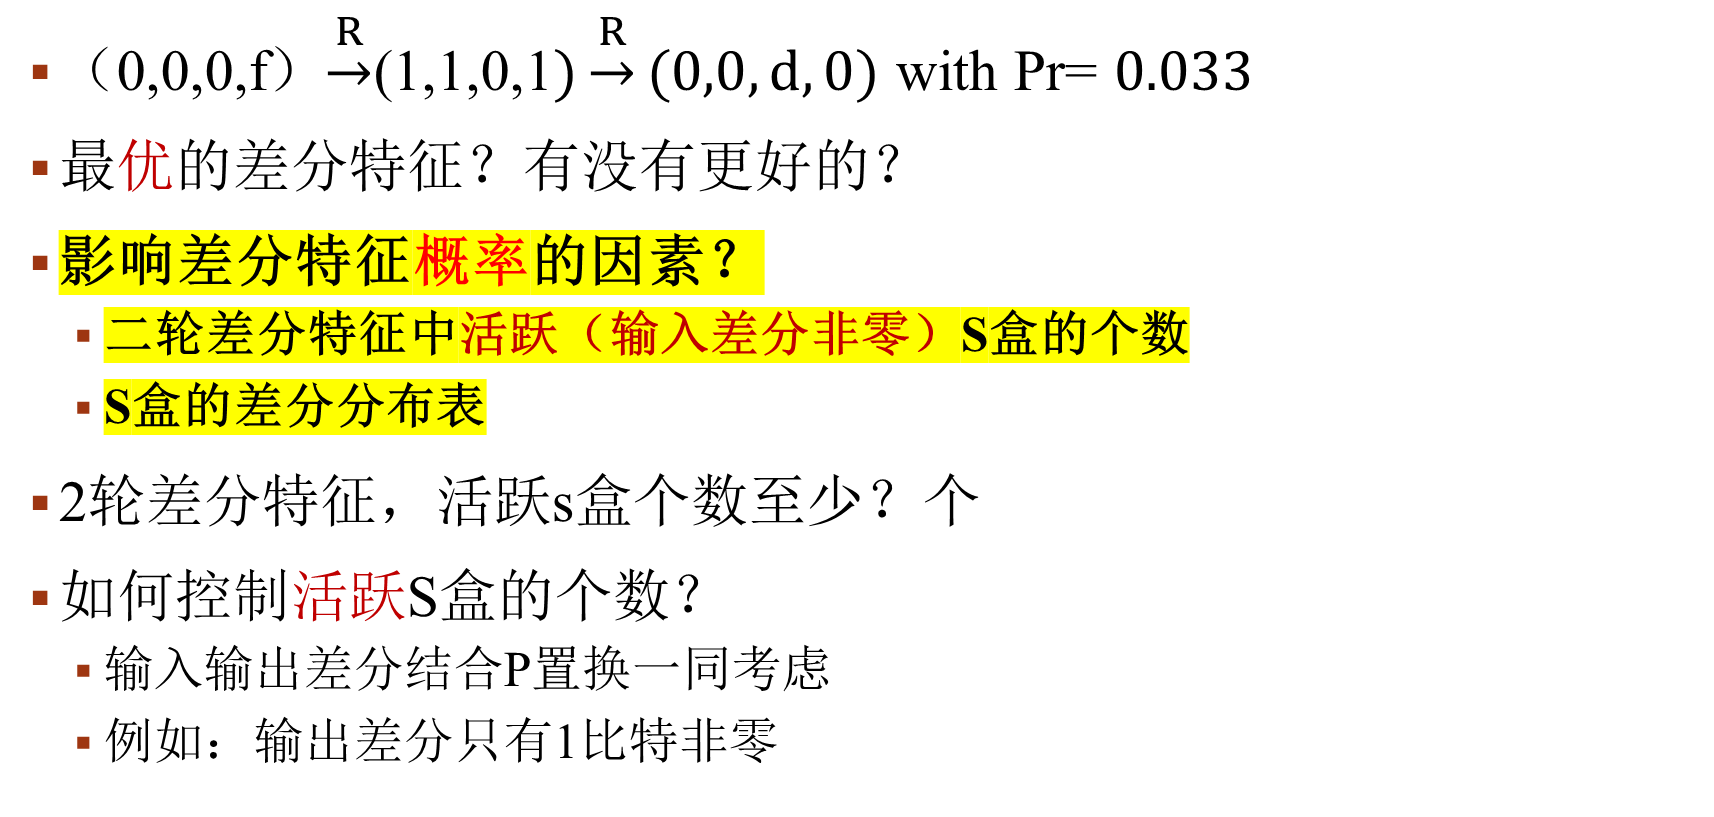 （0,0,0,f） R→ (1,1,0,1) R→ (0,0, d, 0) with Pr= 0.033
最优的差分特征？有没有更好的？
影响差分特征概率的因素？
二轮差分特征中活跃（输入差分非零）S盒的个数
S盒的差分分布表
2轮差分特征，活跃s盒个数至少？个
如何控制活跃S盒的个数？
输入输出差分结合P置换一同考虑
例如：输出差分只有1比特非零